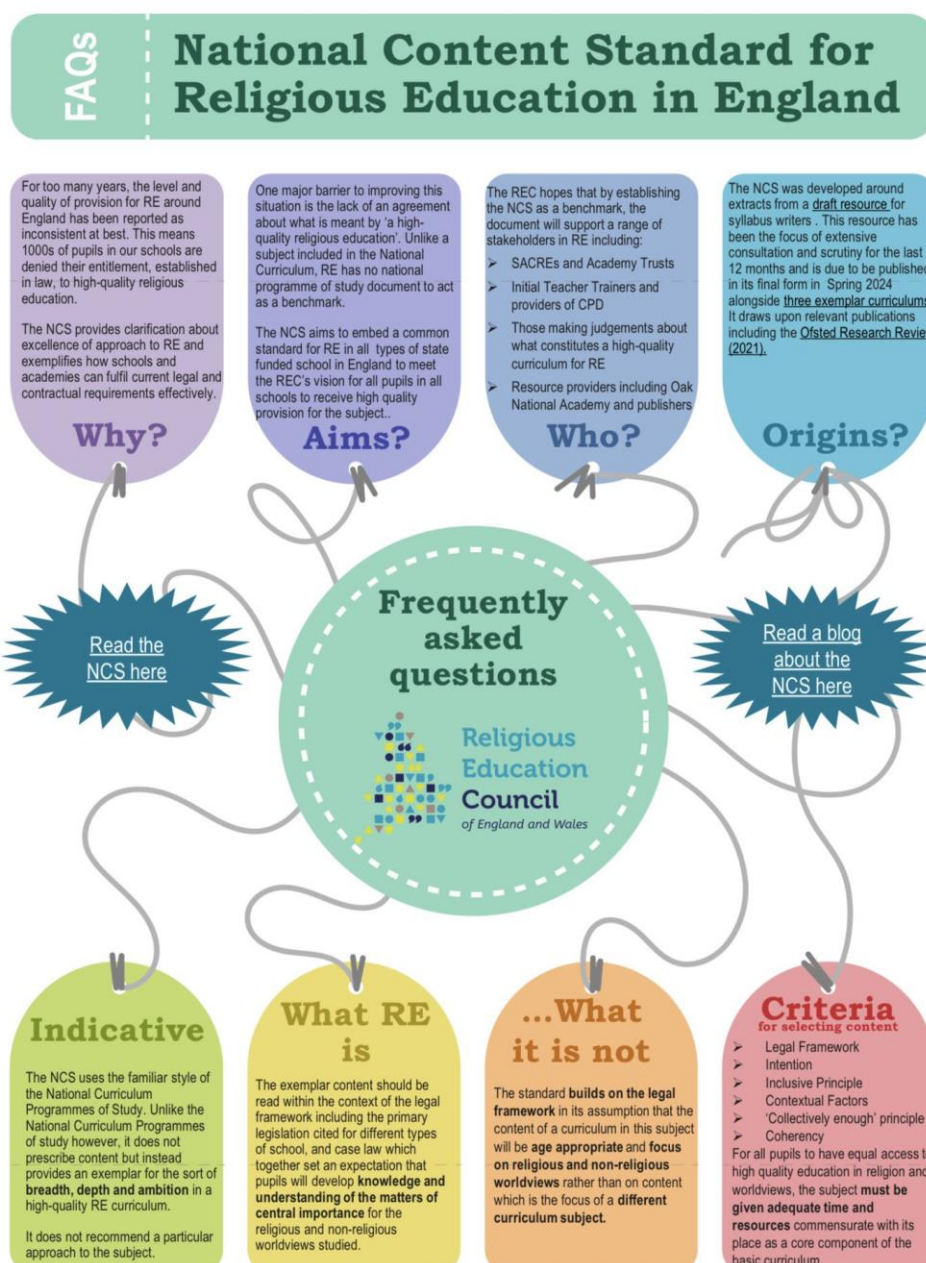 FAQs
National Content Standard for
Religious Education in England
For too many years, the level and
quality of provision for RE around
England has been reported as
inconsistent at best. This means
1000s of pupils in our schools are
denied their entitlement, established
in law, to high-quality religious
education.
The NCS provides clarification about
excellence of approach to RE and
exemplifies how schools and
academies can fulfil current legal and
contractual requirements effectively.
Why?
One major barrier to improving this
situation is the lack of an agreement
about what is meant by ‘a high-
quality religious education’. Unlike a
subject included in the National
Curriculum, RE has no national
programme of study document to act
as a benchmark.
The NCS aims to embed a common
standard for RE in all types of state
funded school in England to meet
the REC’s vision for all pupils in all
schools to receive high quality
provision for the subject..
Aims?
The REC hopes that by establishing
the NCS as a benchmark, the
document will support a range of
stakeholders in RE including:
➢ SACREs and Academy Trusts
➢ Initial Teacher Trainers and
providers of CPD
➢ Those making judgements about
what constitutes a high-quality
curriculum for RE
➢ Resource providers including Oak
National Academy and publishers
Who?
The NCS was developed around
extracts from a draft resource for
syllabus writers . This resource has
been the focus of extensive
consultation and scrutiny for the last
12 months and is due to be published
in its final form in Spring 2024
alongside three exemplar curriculums.
It draws upon relevant publications
including the Ofsted Research Review
(2021).
Origins?
Read the
NCS here
Frequently
asked
questions
Religious
Education
Council
of England and Wales
Read a blog
about the
NCS here
Indicative
The NCS uses the familiar style of
the National Curriculum
Programmes of Study. Unlike the
National Curriculum Programmes
of study however, it does not
prescribe content but instead
provides an exemplar for the sort of
breadth, depth and ambition in a
high-quality RE curriculum.
It does not recommend a particular
approach to the subject.
What RE
is
The exemplar content should be
read within the context of the legal
framework including the primary
legislation cited for different types
of school, and case law which
together set an expectation that
pupils will develop knowledge and
understanding of the matters of
central importance for the
religious and non-religious
worldviews studied.
...What
it is not
The standard builds on the legal
framework in its assumption that the
content of a curriculum in this subject
will be age appropriate and focus
on religious and non-religious
worldviews rather than on content
which is the focus of a different
curriculum subject.
Criteria
for selecting content
➢ Legal Framework
➢ Intention
➢ Inclusive Principle
➢ Contextual Factors
➢ ‘Collectively enough’ principle
➢ Coherency
For all pupils to have equal access to
high quality education in religion and
worldviews, the subject must be
given adequate time and
resources commensurate with its
place as a core component of the
basic curriculum